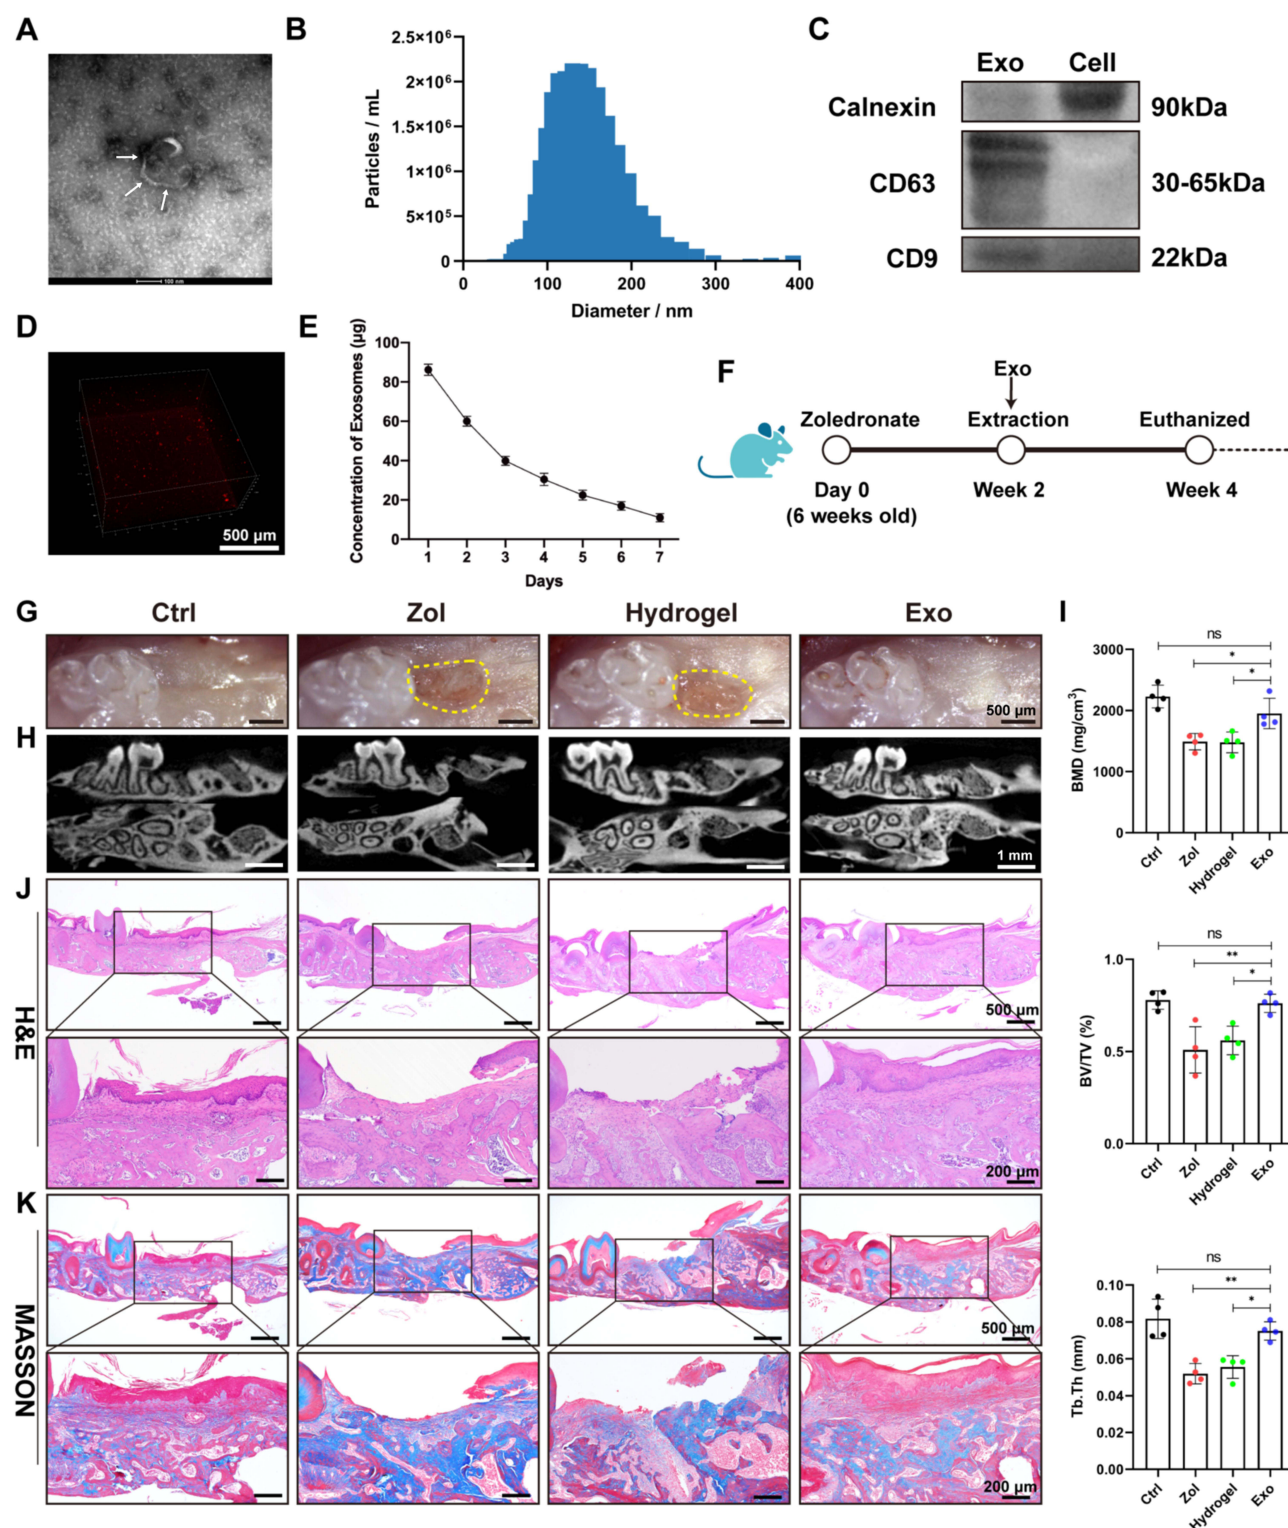 A
100 nm
B
2.5×10⁶
2×10⁶
1.5×10⁶
1×10⁶
5×10⁵
0
Particles / mL
0 100 200 300 400
Diameter / nm
C
Exo Cell
Calnexin 90kDa
CD63 30-65kDa
CD9 22kDa
D
500 μm
E
Concentration of Exosomes (μg)
100
80
60
40
20
0
1 2 3 4 5 6 7
Days
F
Exo
Zoledronate Extraction Euthanized
Day 0 Week 2 Week 4
(6 weeks old)
G
Ctrl Zol Hydrogel Exo
500 μm
H
1 mm
I
ns
*
*
3000
2000
1000
0
BMD (mg/cm³)
Ctrl Zol Hydrogel Exo
ns
**
*
1.0
0.5
0.0
BV/TV (%)
Ctrl Zol Hydrogel Exo
ns
**
*
0.10
0.08
0.06
0.04
0.02
0.00
Tb.Th (mm)
Ctrl Zol Hydrogel Exo
J
H&E
500 μm
200 μm
K
MASSON
500 μm
200 μm